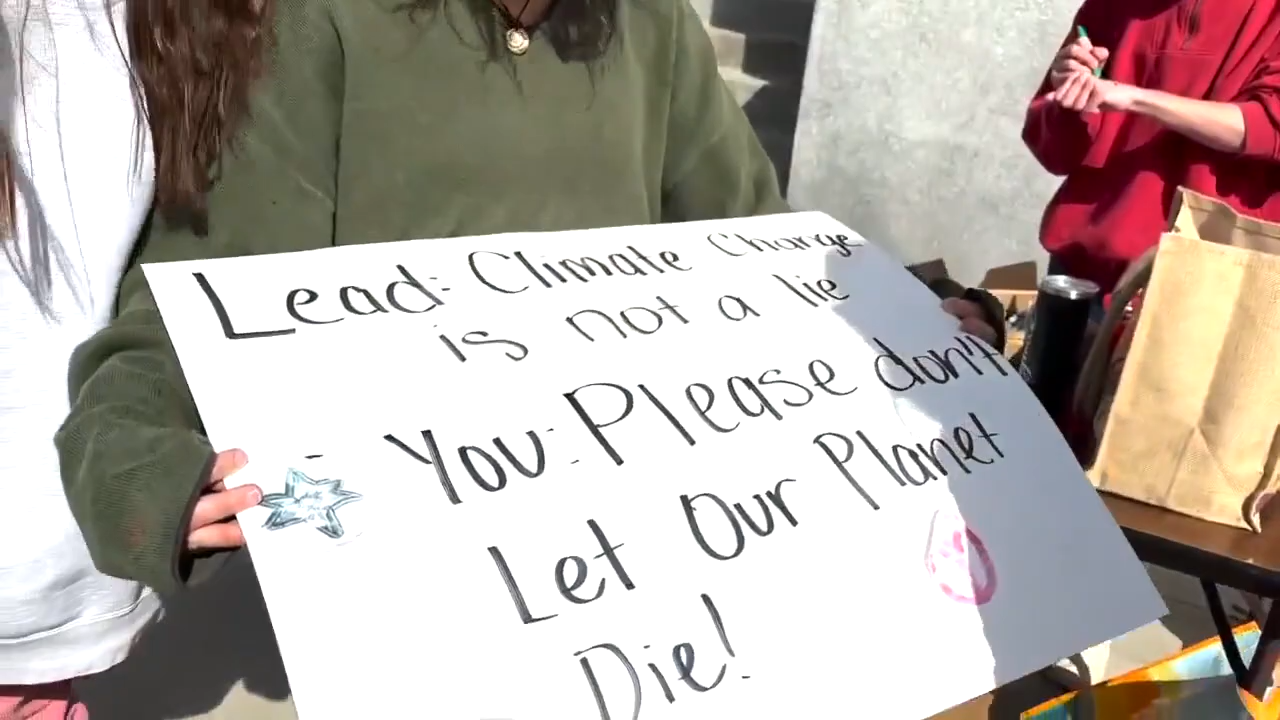 Lead: Climate Change
is not a lie
You: Please don't
Let Our Planet
Die!